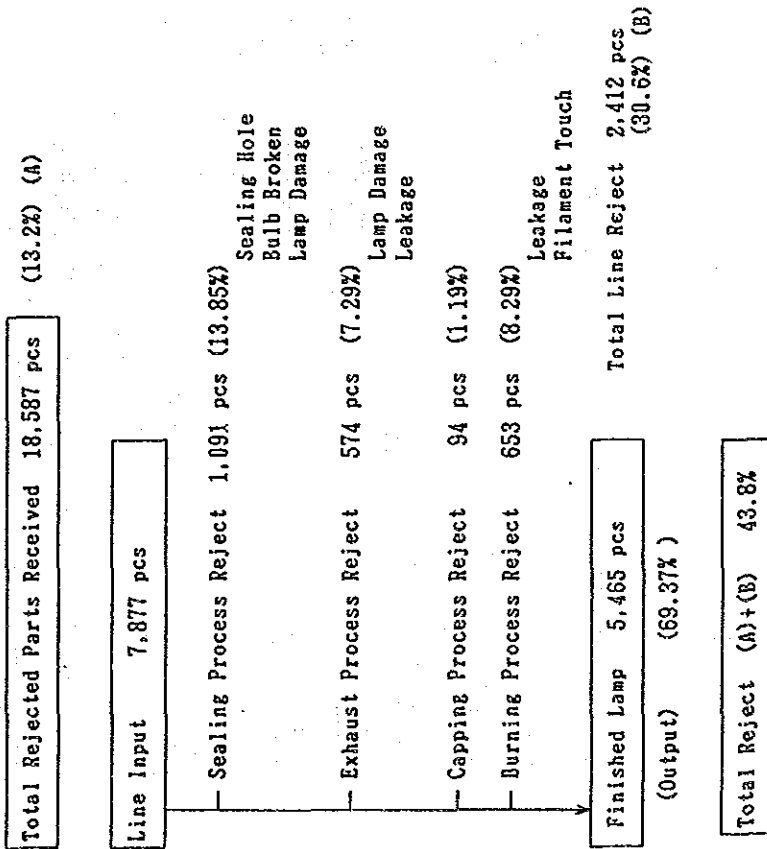 Total Rejected Parts Received 18,587 pcs (13.2%) (A)
Line Input 7,877 pcs
Sealing Process Reject 1,091 pcs (13.85%)
Sealing Hole
Bulb Broken
Lamp Damage
Exhaust Process Reject 574 pcs (7.29%)
Lamp Damage
Leakage
Capping Process Reject 94 pcs (1.19%)
Burning Process Reject 653 pcs (8.29%)
Leakage
Filament Touch
Finished Lamp 5,465 pcs
(Output) (69.37% )
Total Line Reject 2,412 pcs
(30.6%) (B)
Total Reject (A)+(B) 43.8%